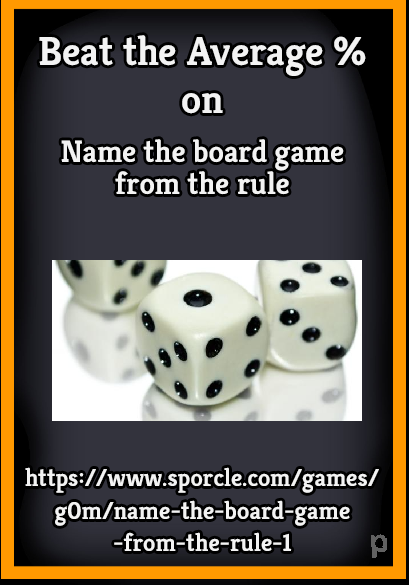 Beat the Average %
on
Name the board game
from the rule
https://www.sporcle.com/games/
g0m/name-the-board-game
-from-the-rule-1
p